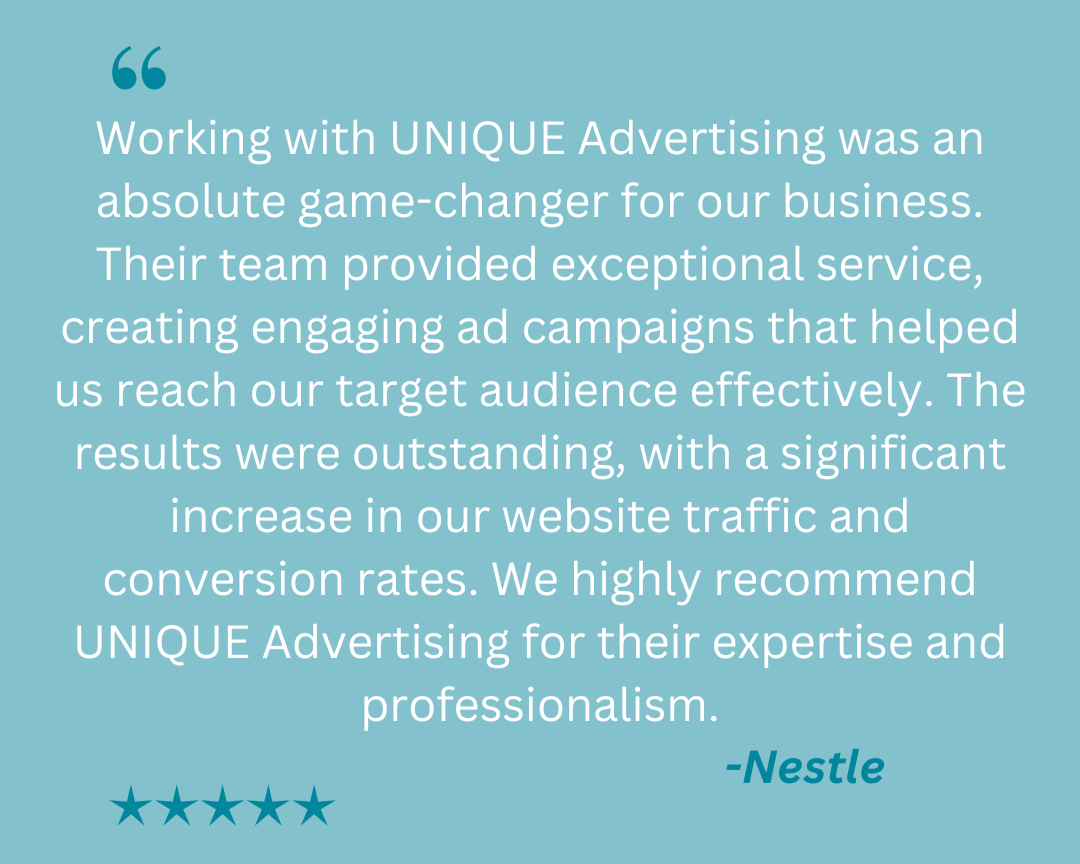 “
Working with UNIQUE Advertising was an
absolute game-changer for our business.
Their team provided exceptional service,
creating engaging ad campaigns that helped
us reach our target audience effectively. The
results were outstanding, with a significant
increase in our website traffic and
conversion rates. We highly recommend
UNIQUE Advertising for their expertise and
professionalism.
-Nestle
★★★★★